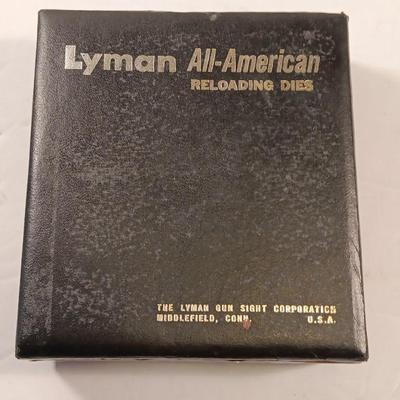 Lyman All-American
RELOADING DIES
THE LYMAN GUN SIGHT CORPORATION
MIDDLEFIELD, CONN. U.S.A.